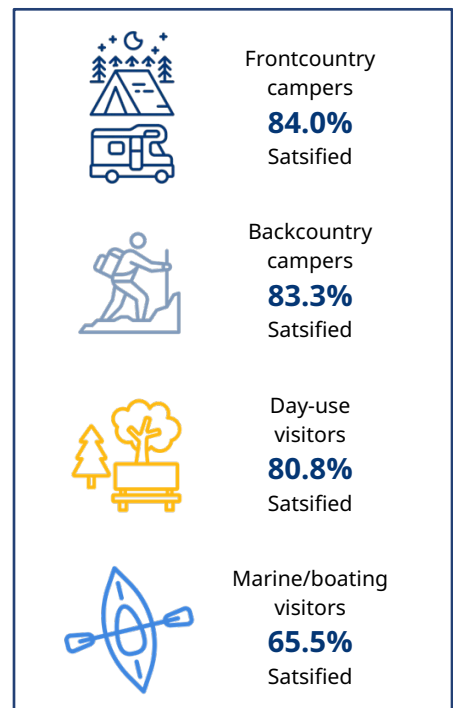 Frontcountry
campers
84.0%
Satsified
Backcountry
campers
83.3%
Satsified
Day-use
visitors
80.8%
Satsified
Marine/boating
visitors
65.5%
Satsified